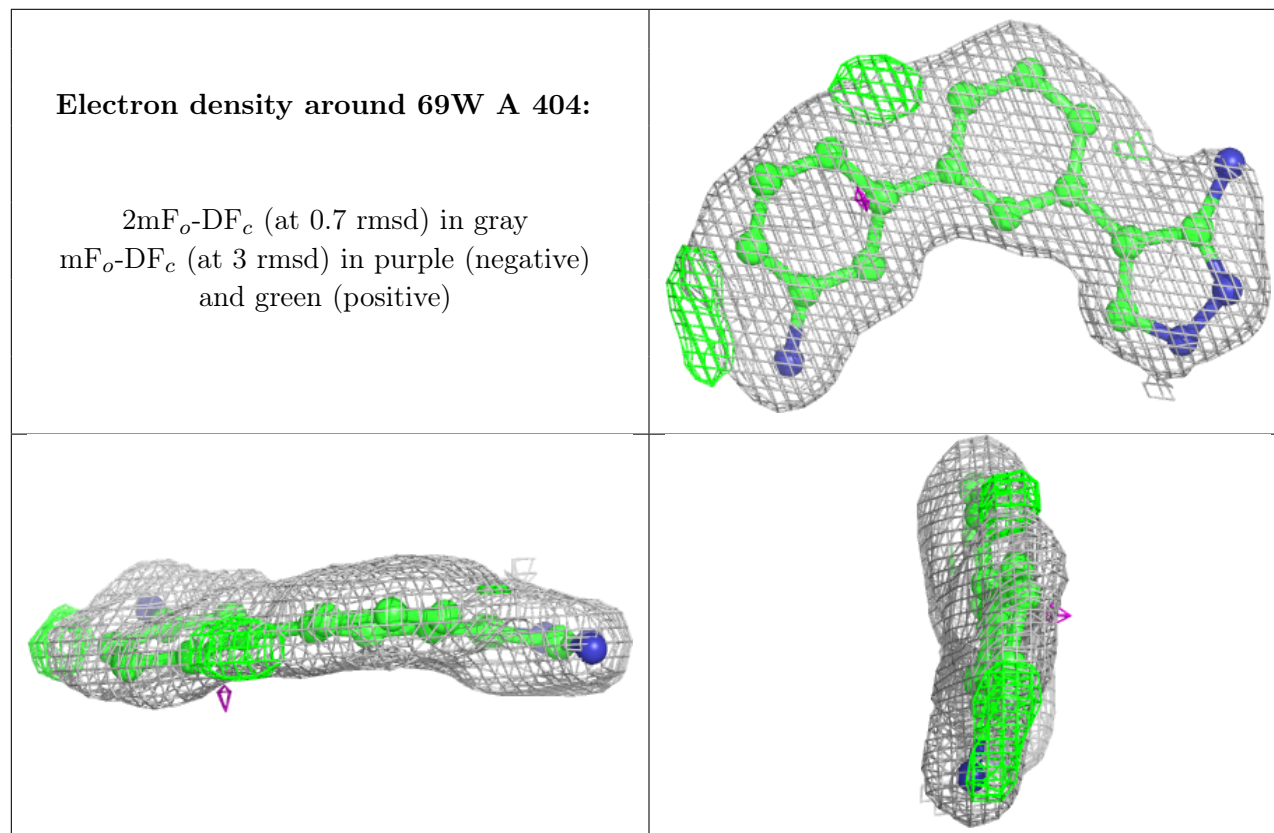 Electron density around 69W A 404:
2mFo-DFc (at 0.7 rmsd) in gray
mFo-DFc (at 3 rmsd) in purple (negative)
and green (positive)